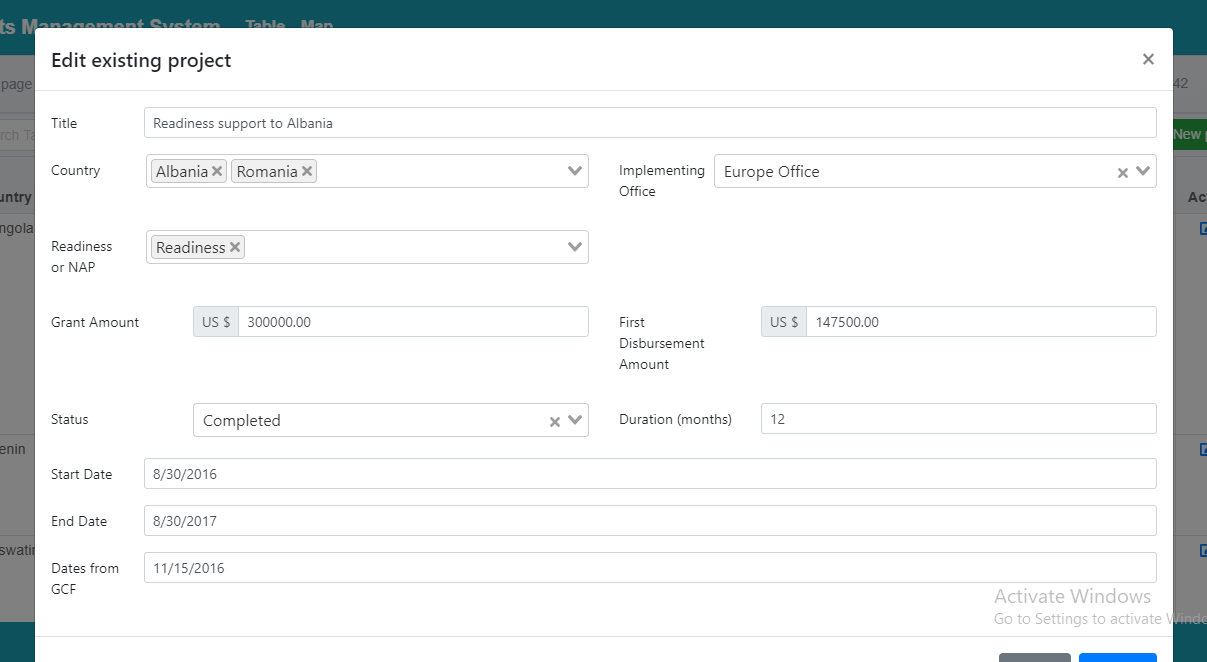 ts Management System Table Map
Edit existing project ×
page
42
Title Readiness support to Albania
rch Ta
New
Country Albania × Romania × Implementing Office Europe Office ×
untry
Ac
ngola
Readiness or NAP Readiness ×
Grant Amount US $ 300000.00 First Disbursement Amount US $ 147500.00
Status Completed × Duration (months) 12
enin
Start Date 8/30/2016
End Date 8/30/2017
swatin
Dates from GCF 11/15/2016
Activate Windows
Go to Settings to activate Windo